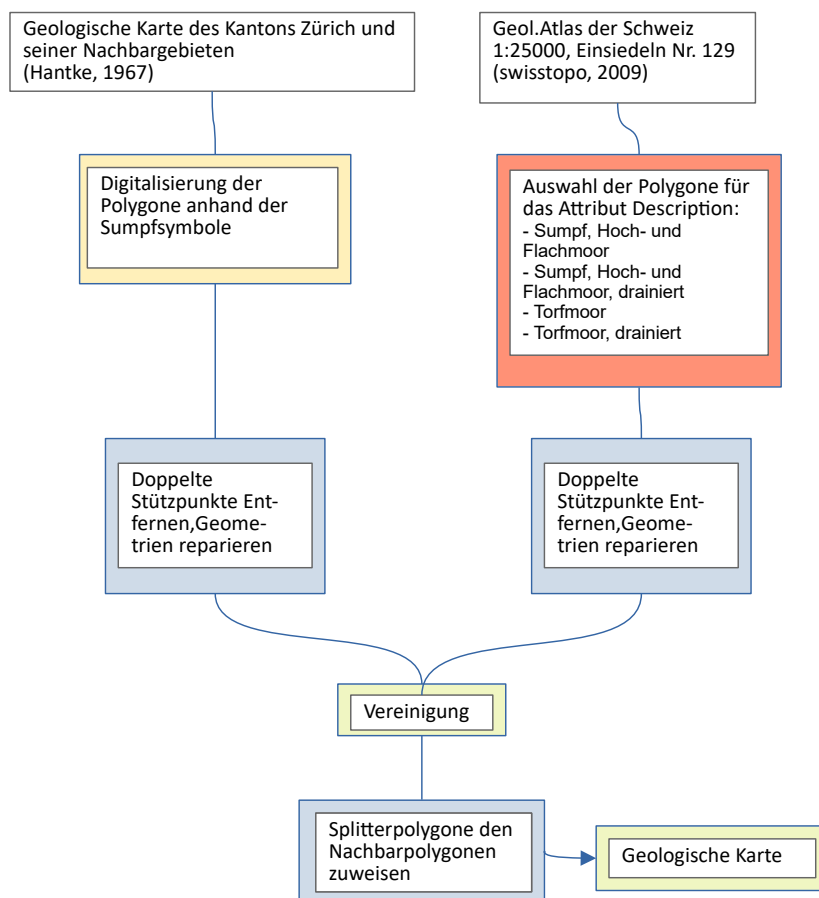 Geologische Karte des Kantons Zürich und
seiner Nachbargebieten
(Hantke, 1967)
Geol.Atlas der Schweiz
1:25000, Einsiedeln Nr. 129
(swisstopo, 2009)
Digitalisierung der
Polygone anhand der
Sumpfsymbole
Auswahl der Polygone für
das Attribut Description:
- Sumpf, Hoch- und
Flachmoor
- Sumpf, Hoch- und
Flachmoor, drainiert
- Torfmoor
- Torfmoor, drainiert
Doppelte
Stützpunkte Ent-
fernen,Geome-
trien reparieren
Doppelte
Stützpunkte Ent-
fernen,Geome-
trien reparieren
Vereinigung
Splitterpolygone den
Nachbarpolygonen
zuweisen
Geologische Karte